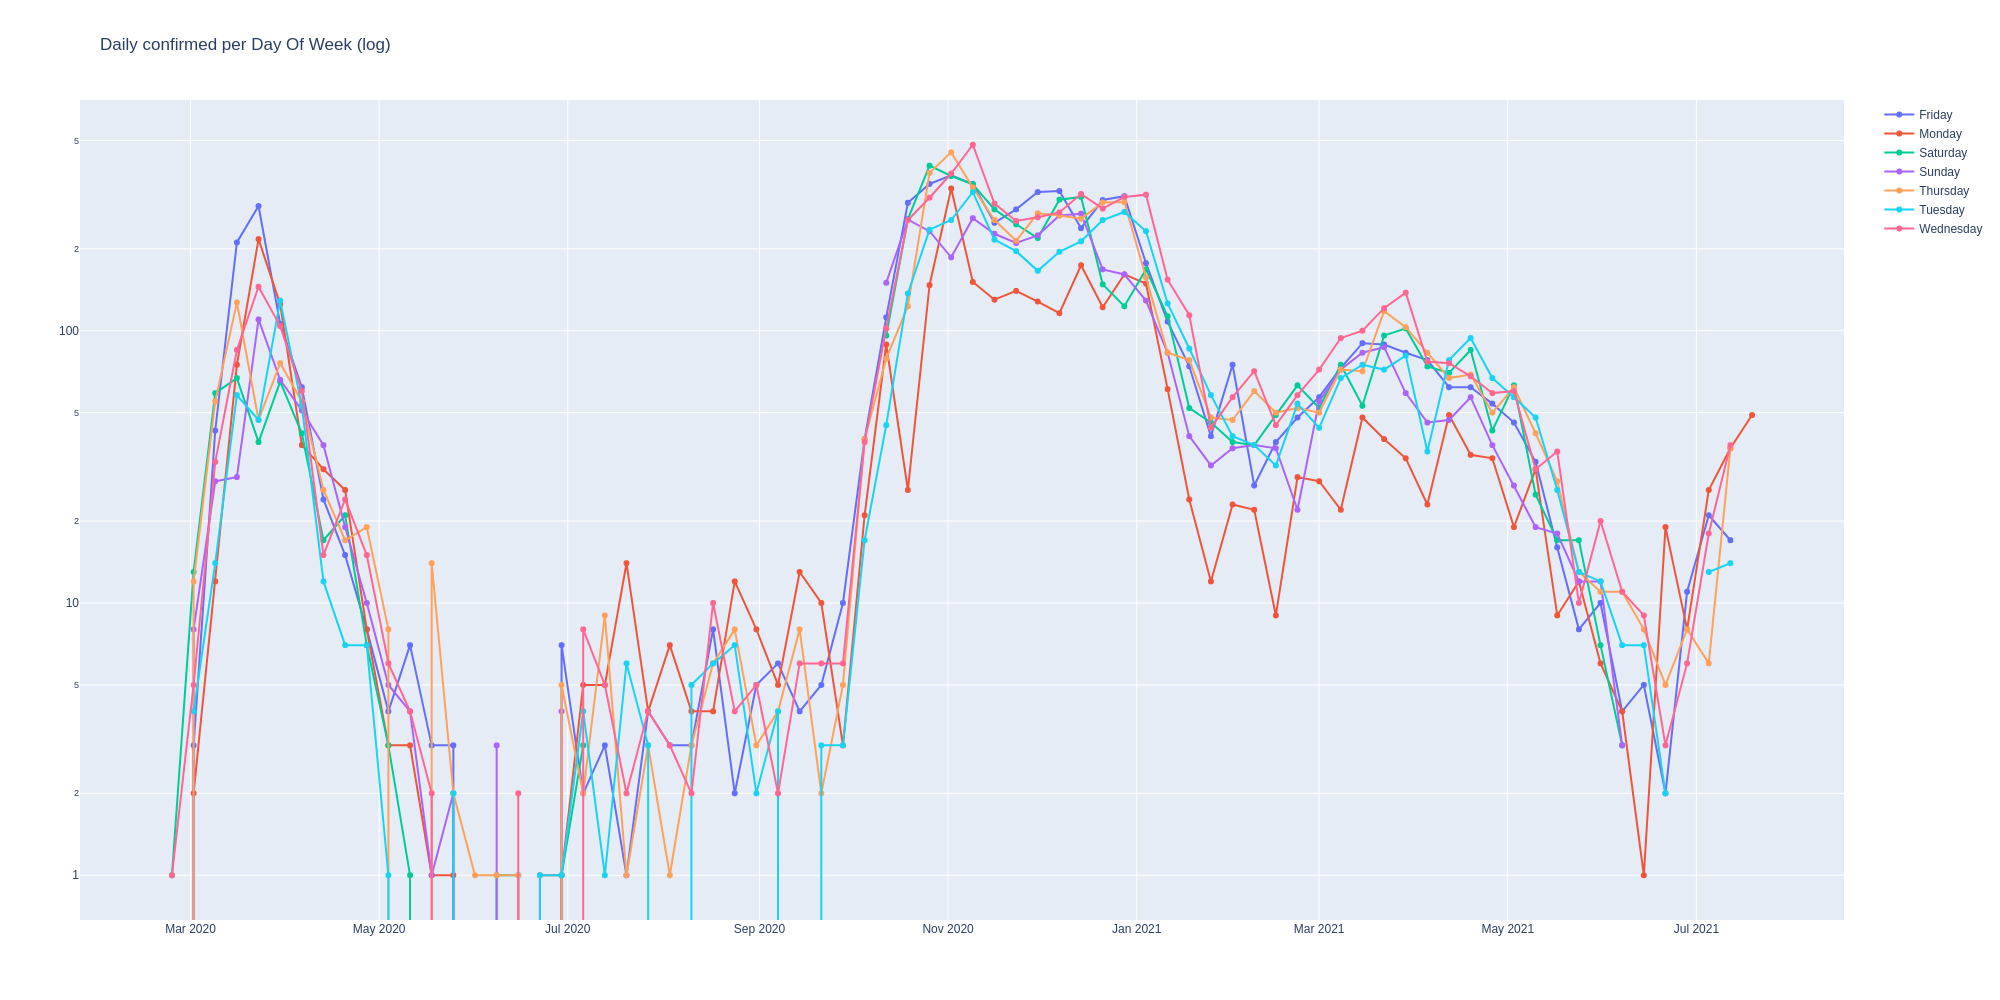 Daily confirmed per Day Of Week (log)
5
2
100
5
2
10
5
2
1
Mar 2020
May 2020
Jul 2020
Sep 2020
Nov 2020
Jan 2021
Mar 2021
May 2021
Jul 2021
Friday
Monday
Saturday
Sunday
Thursday
Tuesday
Wednesday